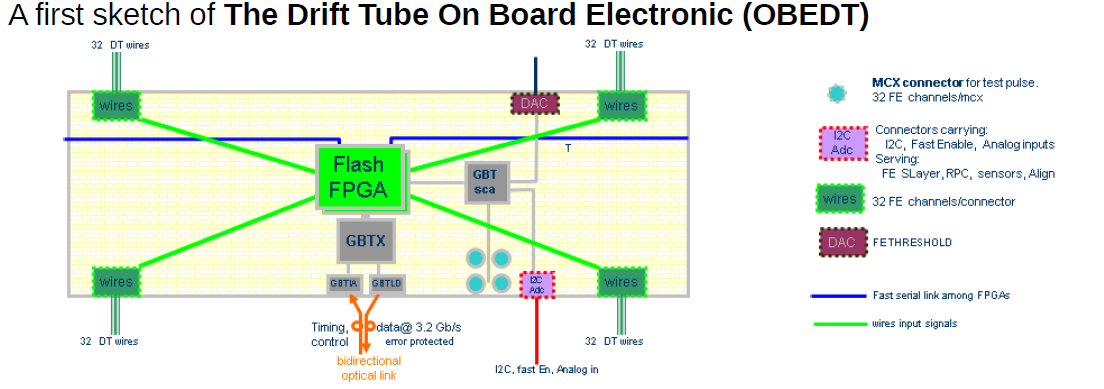 A first sketch of The Drift Tube On Board Electronic (OBEDT)
32 DT wires
32 DT wires
wires
DAC
wires
T
Flash
FPGA
GBT
sca
GBTX
wires
GBTIA
GBTLD
I2C
Adc
wires
32 DT wires
Timing,
control
data@ 3.2 Gb/s
error protected
32 DT wires
bidirectional
optical link
I2C, fast En, Analog in
MCX connector for test pulse.
32 FE channels/mcx
I2C
Adc
Connectors carrying:
I2C, Fast Enable, Analog inputs
Serving:
FE SLayer, RPC, sensors, Align
wires
32 FE channels/connector
DAC
FETHRESHOLD
Fast serial link among FPGAs
wires input signals